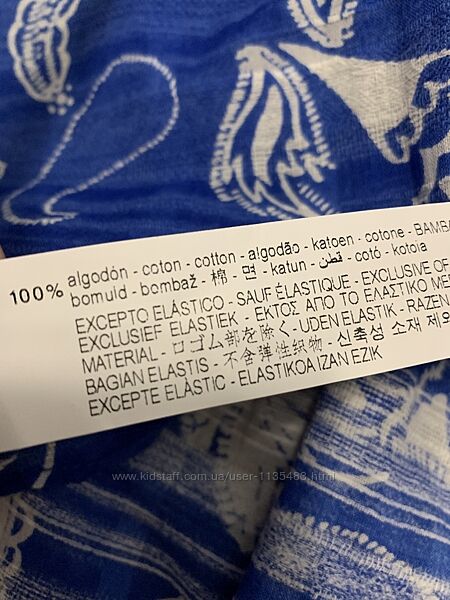 100% algodón - coton - cotton - algodão - katoen - cotone - BAMBA
bomuld - bombaž - 棉 - 면 - katun - قطن - cotó - kotoia
EXCEPTO ELÁSTICO - SAUF ÉLASTIQUE - EXCLUSIVE OF
EXCLUSIEF ELASTIEK - ΕΚΤΟΣ ΑΠΟ ΤΟ ΕΛΑΣΤΙΚΟ ΜΕ
MATERIAL - ロゴム部を除く - UDEN ELASTIK - RAZEN
BAGIAN ELASTIS - 不含弹性织物 - 신축성 소재 제외
EXCEPTE ELÀSTIC - ELASTIKOA IZAN EZIK
www.kidstaff.com.ua/user-1135483.html